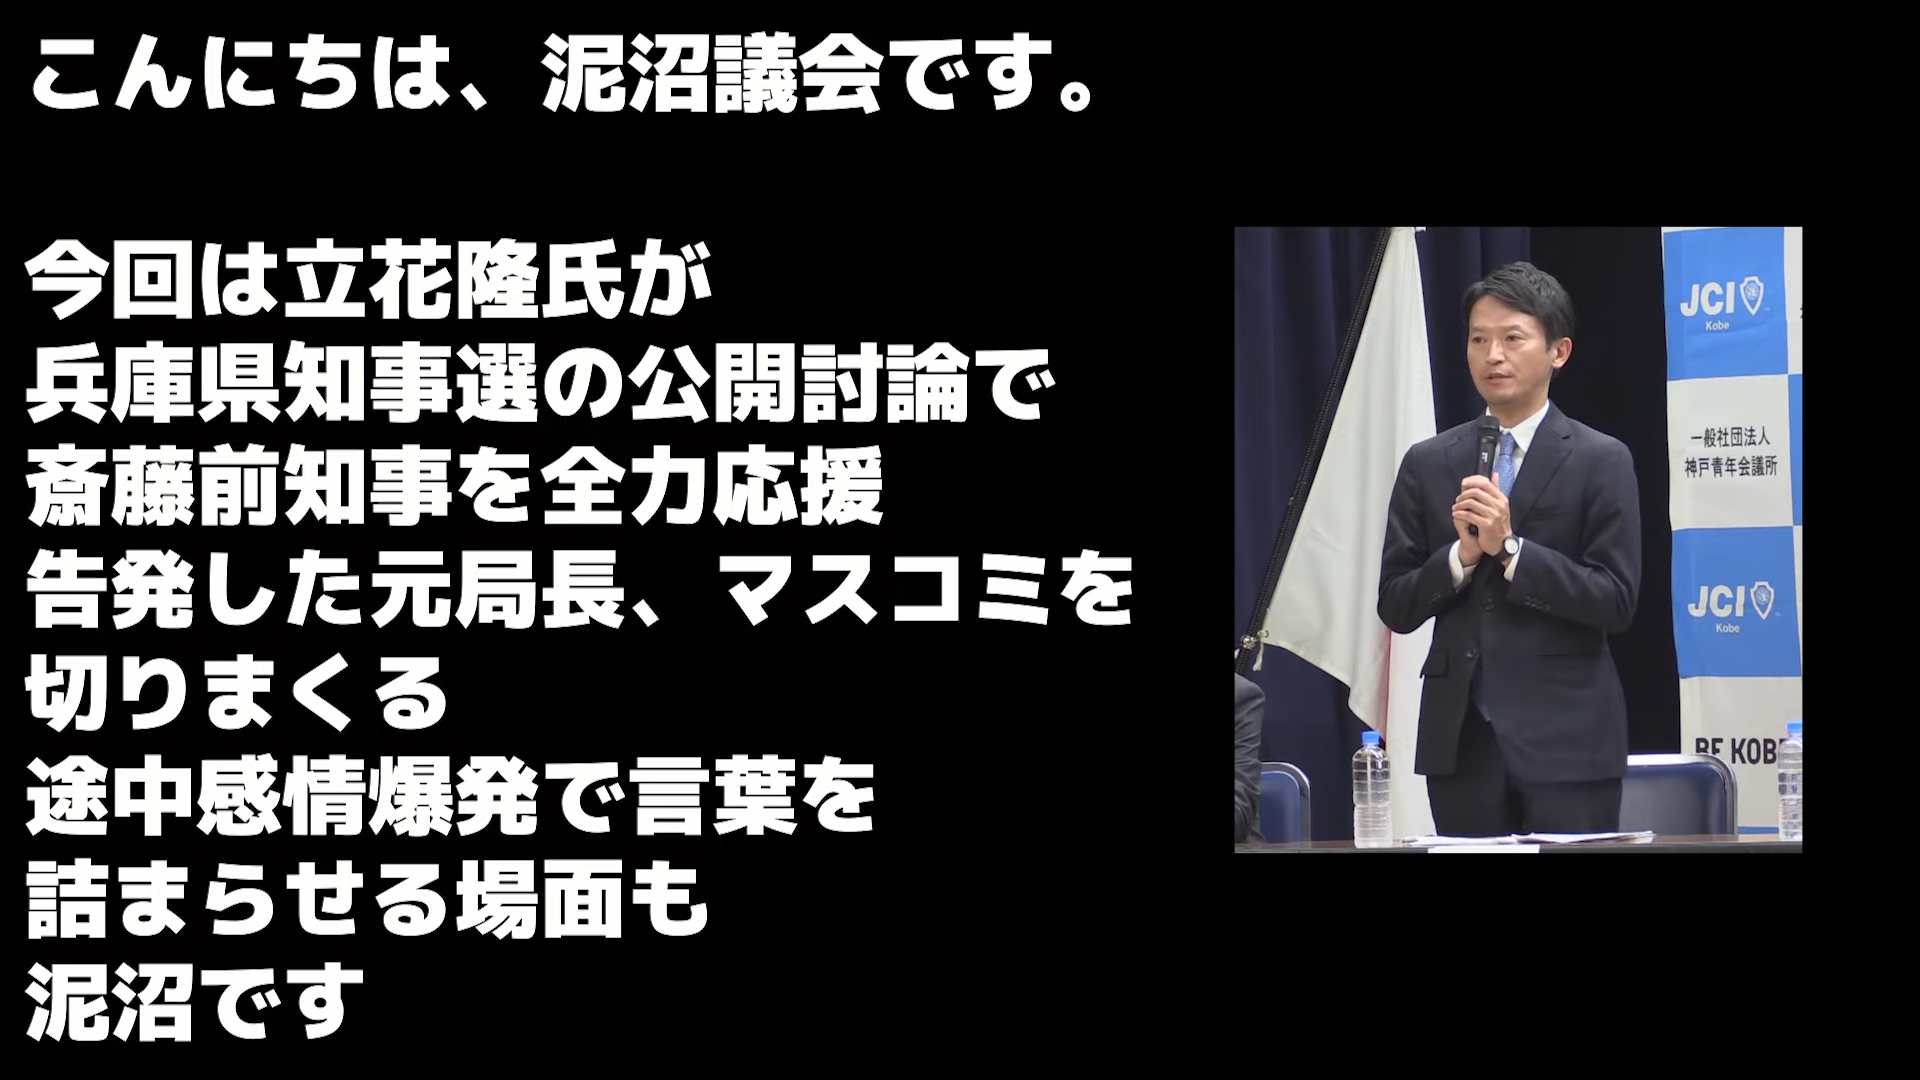 こんにちは、泥沼議会です。
今回は立花隆氏が
兵庫県知事選の公開討論で
斎藤前知事を全力応援
告発した元局長、マスコミを
切りまくる
途中感情爆発で言葉を
詰まらせる場面も
泥沼です
JCI
Kobe
一般社団法人
神戸青年会議所
JCI
Kobe
BE KOBE